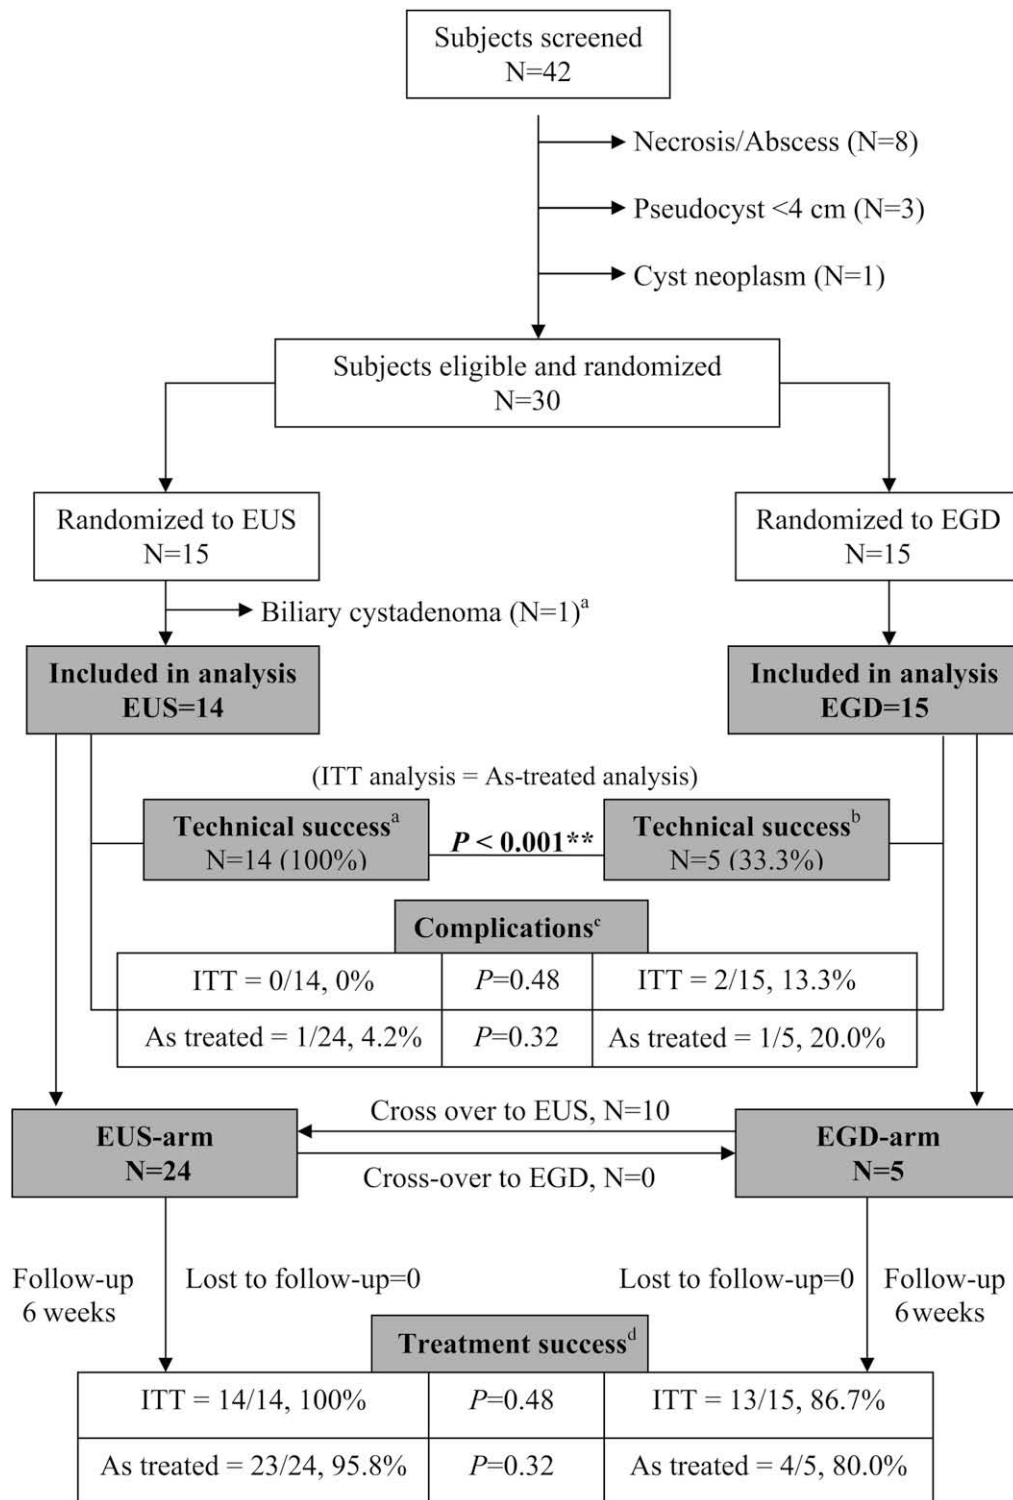 Subjects screened
N=42
Necrosis/Abscess (N=8)
Pseudocyst <4 cm (N=3)
Cyst neoplasm (N=1)
Subjects eligible and randomized
N=30
Randomized to EUS
N=15
Randomized to EGD
N=15
Biliary cystadenoma (N=1)a
Included in analysis
EUS=14
Included in analysis
EGD=15
(ITT analysis = As-treated analysis)
Technical successa
N=14 (100%)
P < 0.001**
Technical successb
N=5 (33.3%)
Complicationsc
ITT = 0/14, 0% P=0.48 ITT = 2/15, 13.3%
As treated = 1/24, 4.2% P=0.32 As treated = 1/5, 20.0%
EUS-arm
N=24
Cross over to EUS, N=10
Cross-over to EGD, N=0
EGD-arm
N=5
Follow-up
6 weeks
Lost to follow-up=0
Lost to follow-up=0
Follow-up
6 weeks
Treatment successd
ITT = 14/14, 100% P=0.48 ITT = 13/15, 86.7%
As treated = 23/24, 95.8% P=0.32 As treated = 4/5, 80.0%